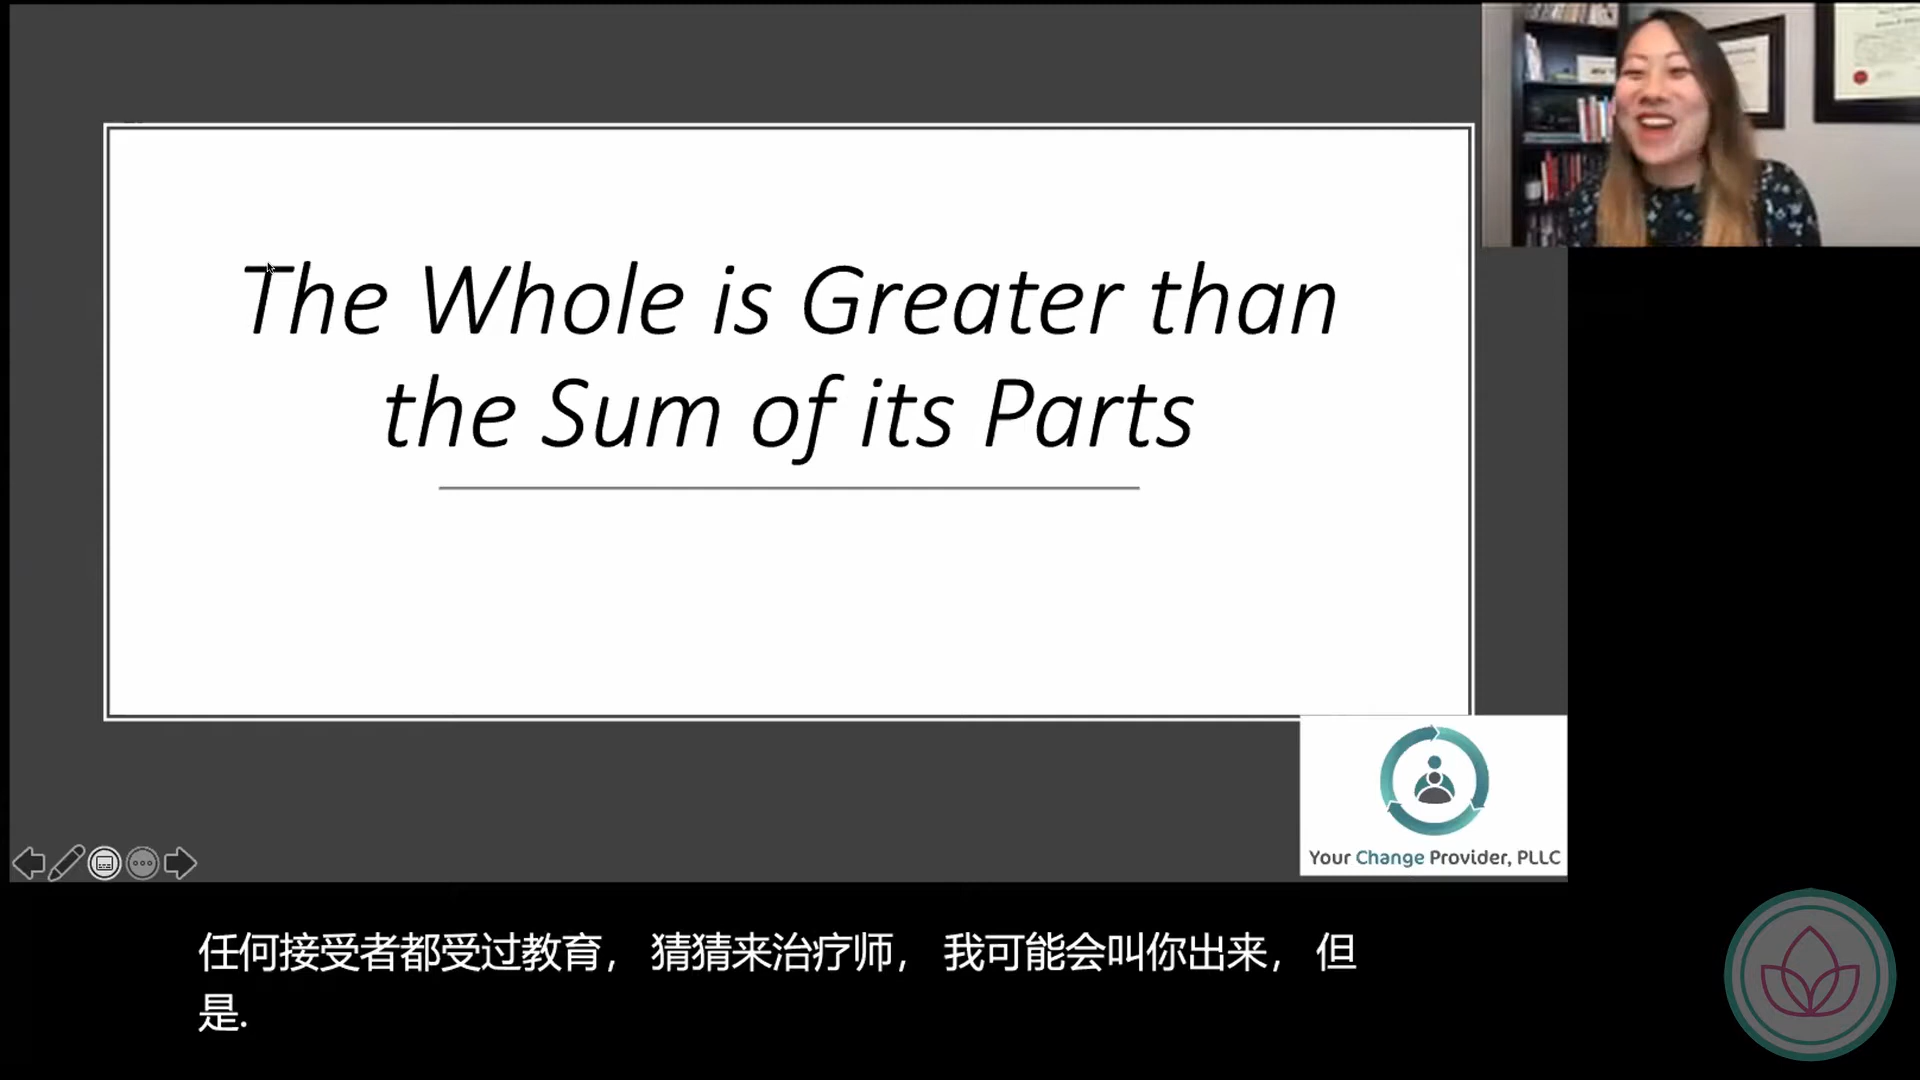 The Whole is Greater than
the Sum of its Parts
Your Change Provider, PLLC
任何接受者都受过教育， 猜猜来治疗师， 我可能会叫你出来， 但
是.